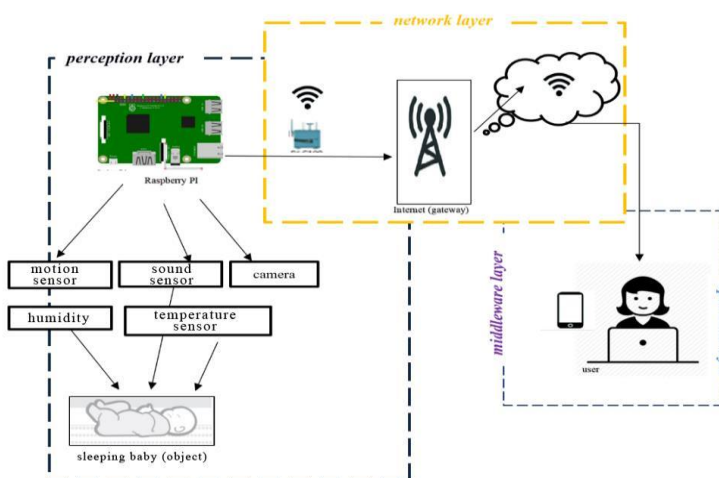 network layer
perception layer
Raspberry PI
Internet (gateway)
motion
sensor
sound
sensor
camera
humidity
temperature
sensor
middleware layer
user
sleeping baby (object)